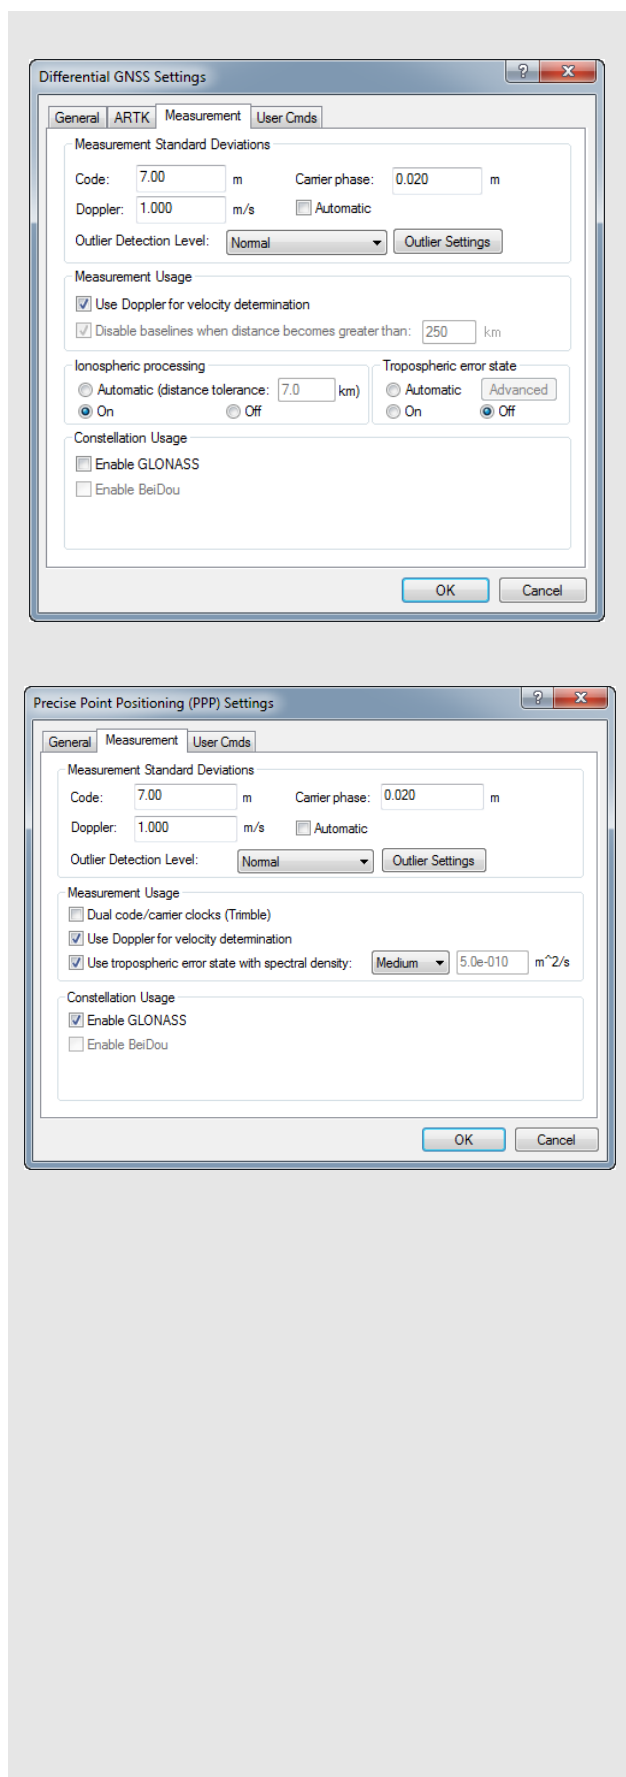 Differential GNSS Settings
General ARTK Measurement User Cmds
Measurement Standard Deviations
Code: 7.00 m Carrier phase: 0.020 m
Doppler: 1.000 m/s Automatic
Outlier Detection Level: Normal Outlier Settings
Measurement Usage
Use Doppler for velocity determination
Disable baselines when distance becomes greater than: 250 km
Ionospheric processing Tropospheric error state
Automatic (distance tolerance: 7.0 km) Automatic Advanced
On Off On Off
Constellation Usage
Enable GLONASS
Enable BeiDou
OK Cancel
Precise Point Positioning (PPP) Settings
General Measurement User Cmds
Measurement Standard Deviations
Code: 7.00 m Carrier phase: 0.020 m
Doppler: 1.000 m/s Automatic
Outlier Detection Level: Normal Outlier Settings
Measurement Usage
Dual code/carrier clocks (Trimble)
Use Doppler for velocity determination
Use tropospheric error state with spectral density: Medium 5.0e-010 m^2/s
Constellation Usage
Enable GLONASS
Enable BeiDou
OK Cancel